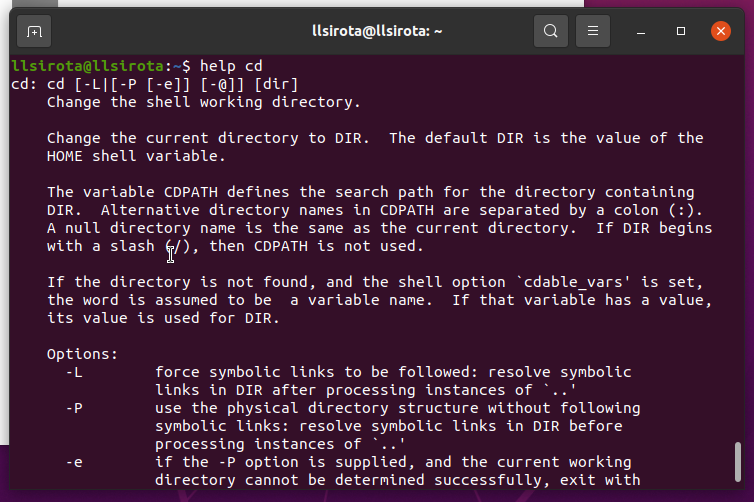 llsirota@llsirota: ~
llsirota@llsirota:~$ help cd
cd: cd [-L|[-P [-e]] [-@]] [dir]
Change the shell working directory.
Change the current directory to DIR.  The default DIR is the value of the
HOME shell variable.
The variable CDPATH defines the search path for the directory containing
DIR.  Alternative directory names in CDPATH are separated by a colon (:).
A null directory name is the same as the current directory.  If DIR begins
with a slash (/), then CDPATH is not used.
If the directory is not found, and the shell option `cdable_vars' is set,
the word is assumed to be  a variable name.  If that variable has a value,
its value is used for DIR.
Options:
-L        force symbolic links to be followed: resolve symbolic
links in DIR after processing instances of `..'
-P        use the physical directory structure without following
symbolic links: resolve symbolic links in DIR before
processing instances of `..'
-e        if the -P option is supplied, and the current working
directory cannot be determined successfully, exit with